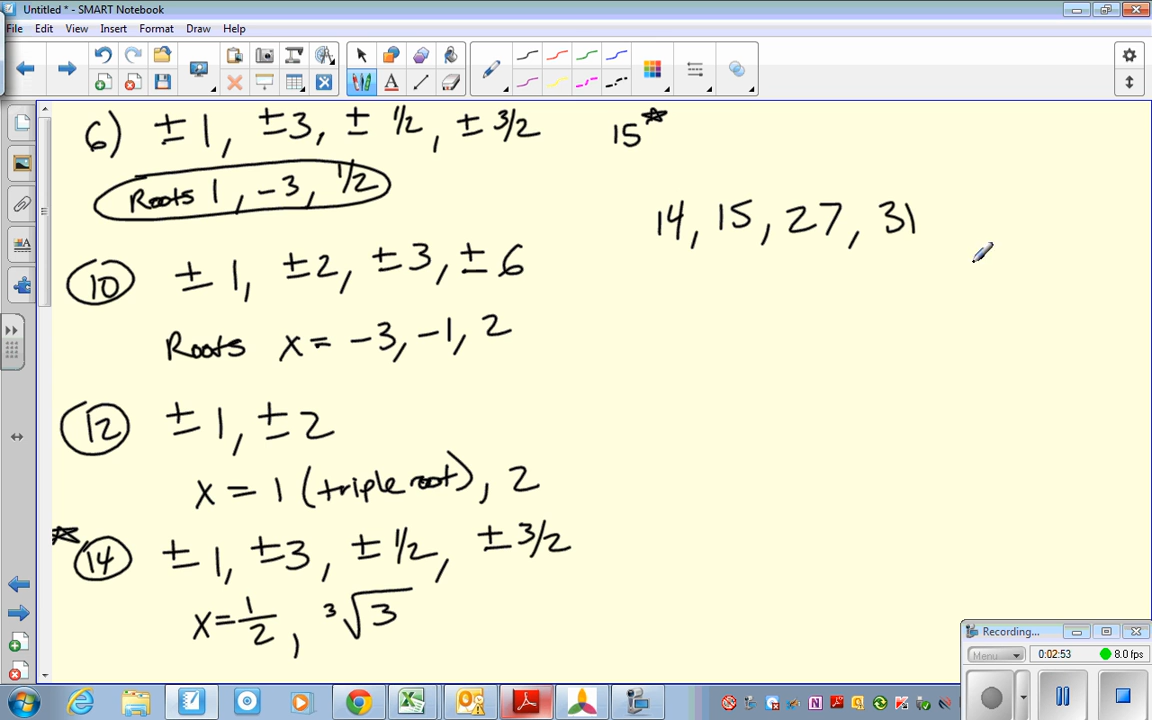 Untitled * - SMART Notebook
File Edit View Insert Format Draw Help
6) ±1, ±3, ± 1/2, ± 3/2
15*
Roots 1, -3, 1/2
14, 15, 27, 31
10 ±1, ±2, ±3, ±6
Roots x = -3, -1, 2
12 ±1, ±2
x = 1 (triple root), 2
☆ 14 ±1, ±3, ± 1/2, ± 3/2
x = 1/2, ³√3
Recording...
Menu 0:02:53 8.0 fps